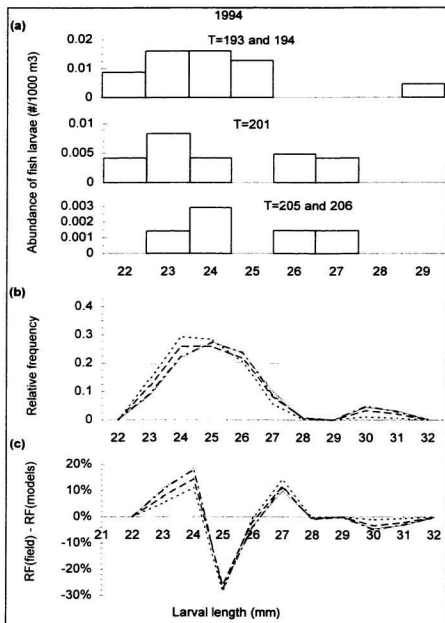 1994
(a)
T=193 and 194
0.02
0.01
0
T=201
0.01
0.005
0
T=205 and 206
0.003
0.002
0.001
0
Abundance of fish larvae (#/1000 m3)
22 23 24 25 26 27 28 29
(b)
0.4
0.3
0.2
0.1
0
Relative frequency
22 23 24 25 26 27 28 29 30 31 32
(c)
20%
10%
0%
-10%
-20%
-30%
RF(field) - RF(models)
21 22 23 24 25 26 27 28 29 30 31 32
Larval length (mm)